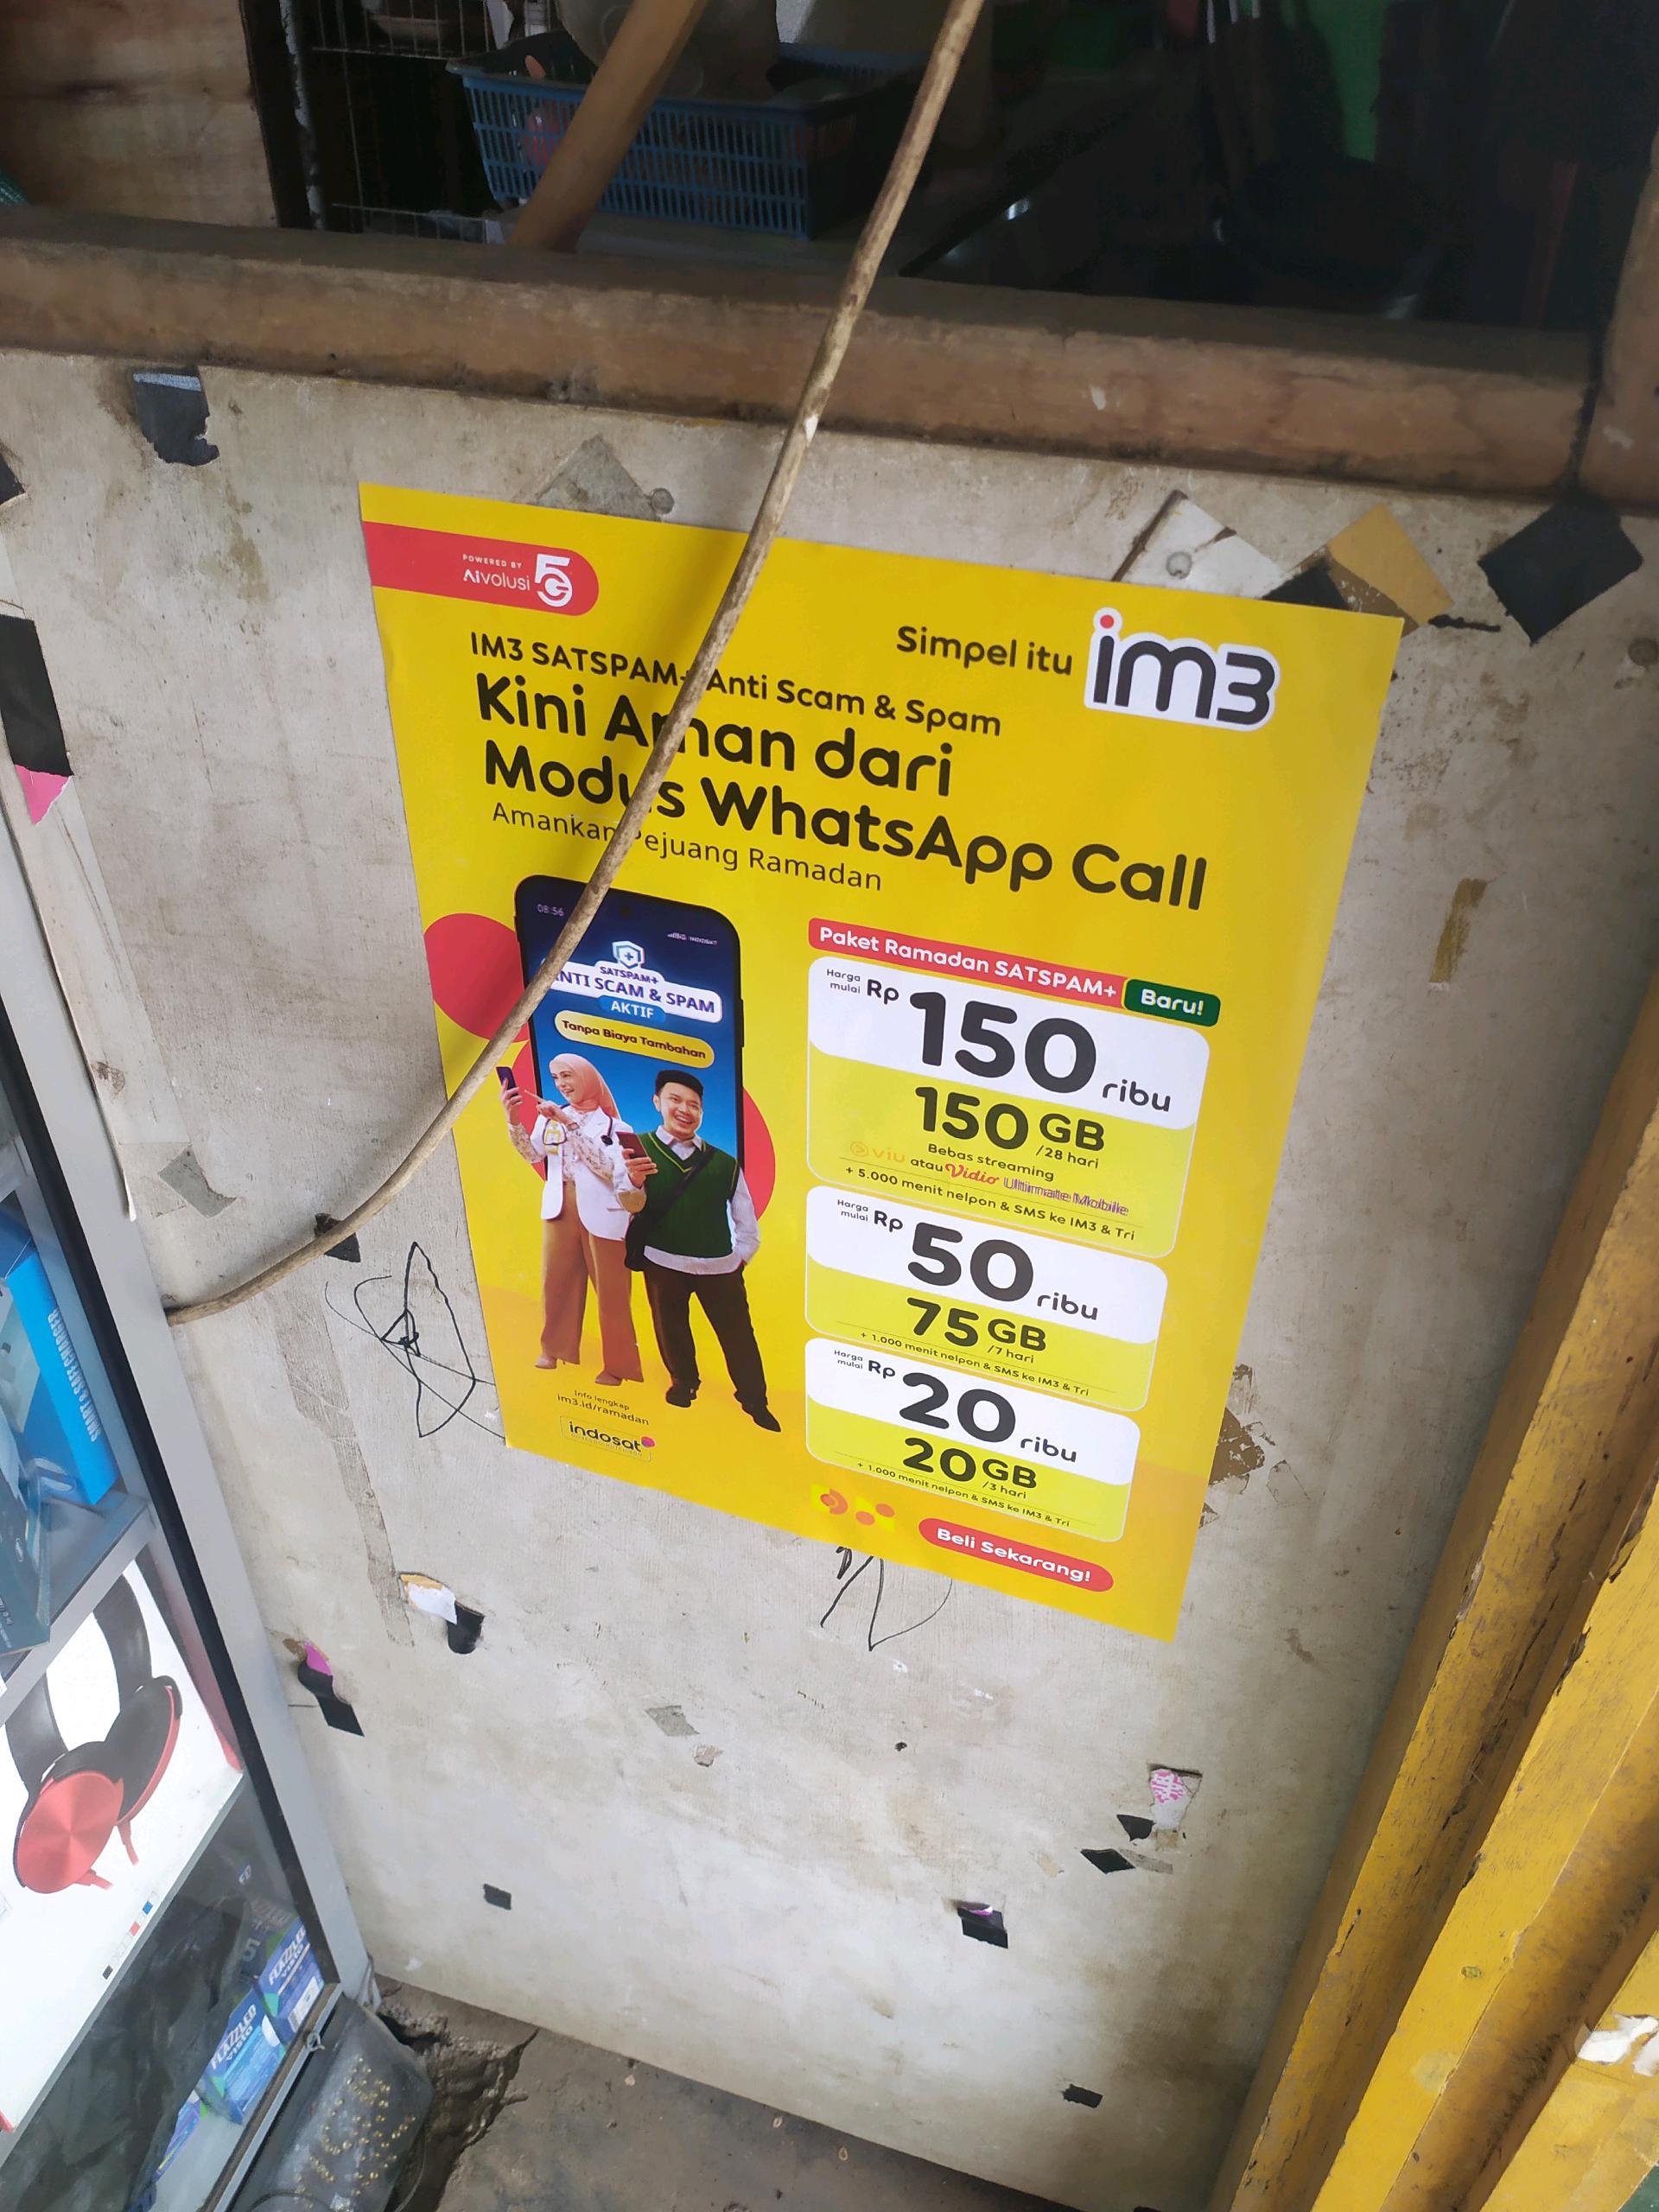 POWERED BY
AIvolusi 5G
Simpel itu im3
IM3 SATSPAM+ Anti Scam & Spam
Kini Aman dari
Modus WhatsApp Call
Amankan Pejuang Ramadan
08:56
SATSPAM+
ANTI SCAM & SPAM
AKTIF
Tanpa Biaya Tambahan
Info lengkap
im3.id/ramadan
indosat
Paket Ramadan SATSPAM+ Baru!
Harga mulai Rp 150 ribu
150 GB /28 hari
Bebas streaming
viu atau Vidio Ultimate Mobile
+ 5.000 menit nelpon & SMS ke IM3 & Tri
Harga mulai Rp 50 ribu
75 GB /7 hari
+ 1.000 menit nelpon & SMS ke IM3 & Tri
Harga mulai Rp 20 ribu
20 GB /3 hari
+ 1.000 menit nelpon & SMS ke IM3 & Tri
Beli Sekarang!
FLAZZLED
FLAZZLED